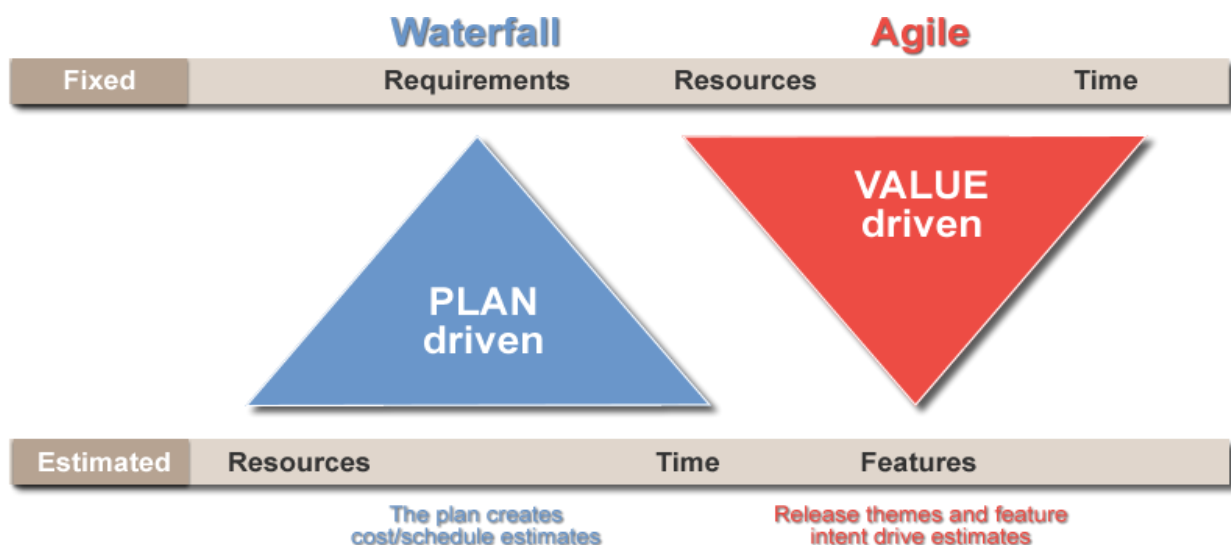 Waterfall Agile
Fixed Requirements Resources Time
PLAN
driven
VALUE
driven
Estimated Resources Time Features
The plan creates
cost/schedule estimates
Release themes and feature
intent drive estimates